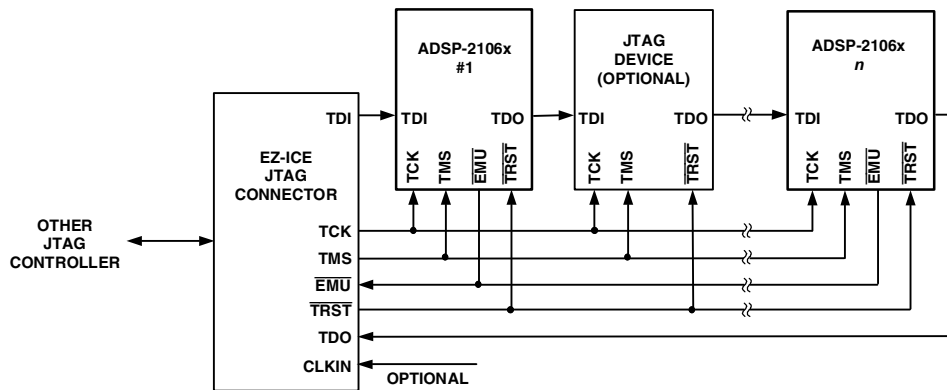 ADSP-2106x
#1
JTAG
DEVICE
(OPTIONAL)
ADSP-2106x
n
TDI
TDI
TDO
TDI
TDO
TDI
TDO
TCK
TMS
EMU
TRST
TCK
TMS
TRST
TCK
TMS
EMU
TRST
EZ-ICE
JTAG
CONNECTOR
OTHER
JTAG
CONTROLLER
TCK
TMS
EMU
TRST
TDO
CLKIN
OPTIONAL